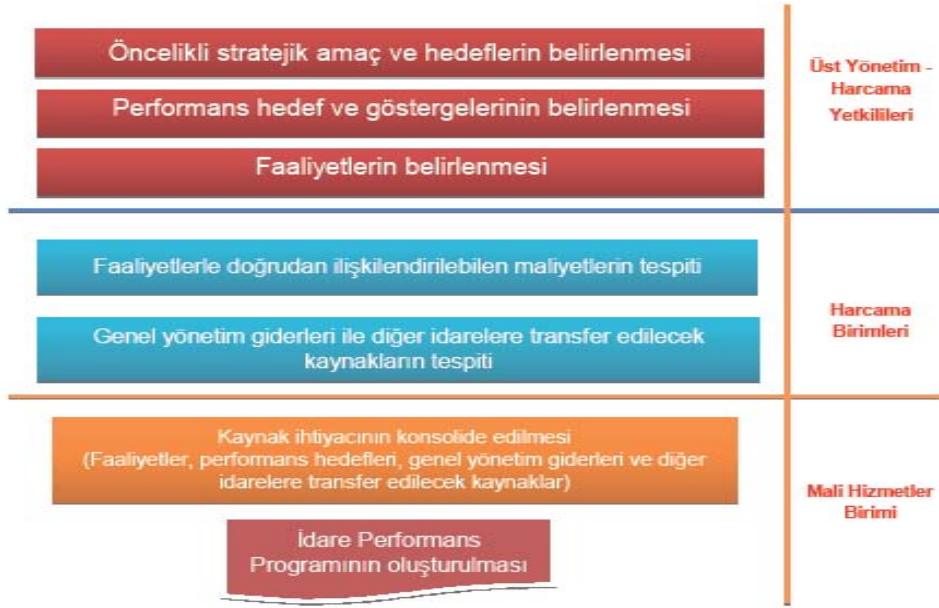 Öncelikli stratejik amaç ve hedeflerin belirlenmesi
Performans hedef ve göstergelerinin belirlenmesi
Faaliyetlerin belirlenmesi
Üst Yönetim -
Harcama
Yetkilileri
Faaliyetlerle doğrudan ilişkilendirilebilen maliyetlerin tespiti
Genel yönetim giderleri ile diğer idarelere transfer edilecek
kaynakların tespiti
Harcama
Birimleri
Kaynak ihtiyacının konsolide edilmesi
(Faaliyetler, performans hedefleri, genel yönetim giderleri ve diğer
idarelere transfer edilecek kaynaklar)
İdare Performans
Programının oluşturulması
Mali Hizmetler
Birimi